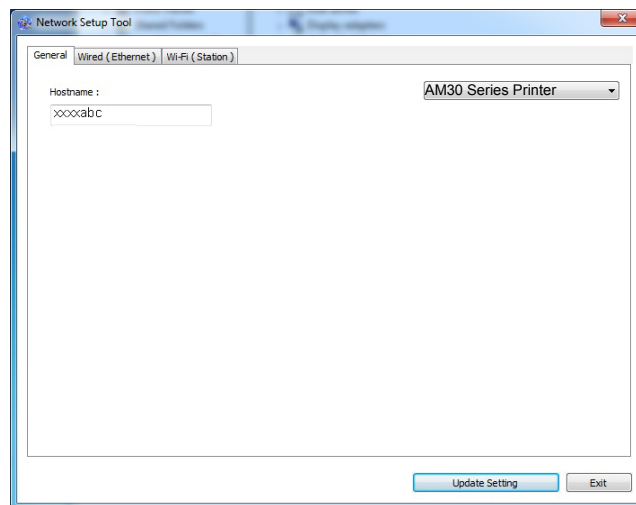 Network Setup Tool
General Wired ( Ethernet ) Wi-Fi ( Station )
Hostname : AM30 Series Printer
xxxxabc
Update Setting Exit